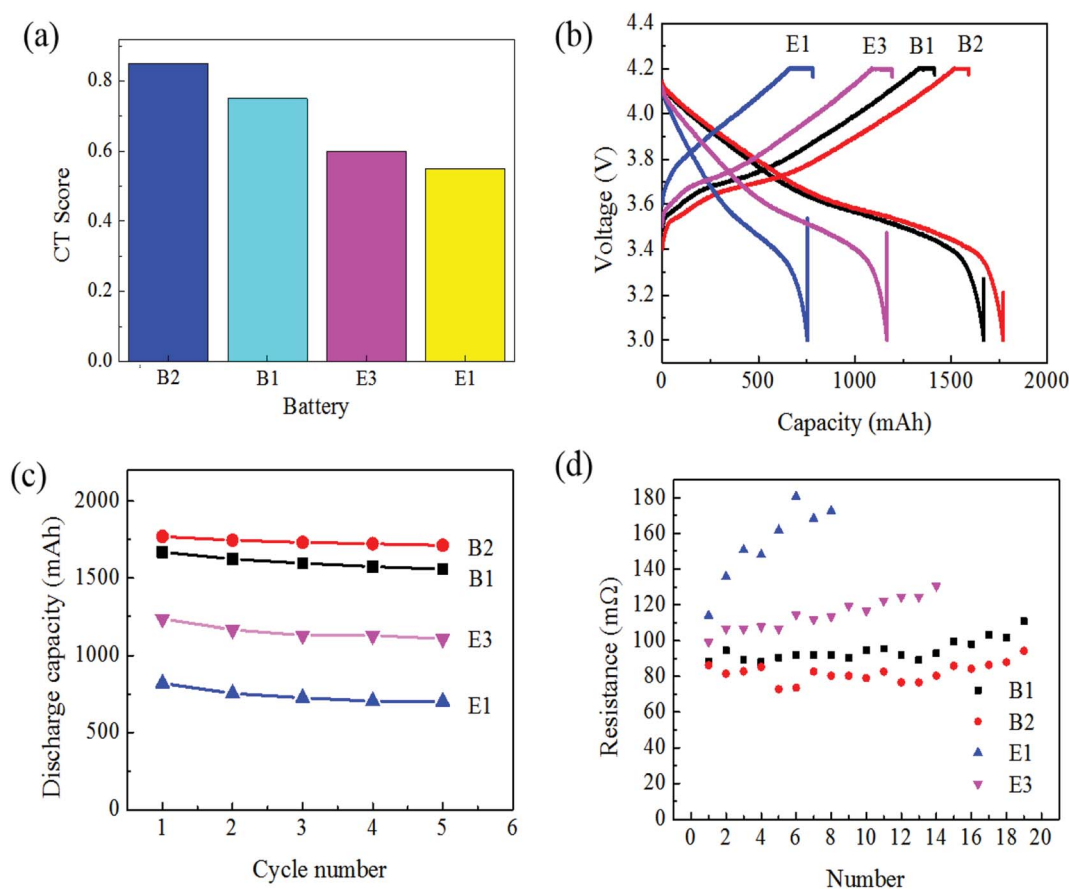 (a)
CT Score
0.8
0.6
0.4
0.2
0.0
B2 B1 E3 E1
Battery
(b)
Voltage (V)
4.4
4.2
4.0
3.8
3.6
3.4
3.2
3.0
E1 E3 B1 B2
0 500 1000 1500 2000
Capacity (mAh)
(c)
Discharge capacity (mAh)
2000
1500
1000
500
0
B2
B1
E3
E1
1 2 3 4 5 6
Cycle number
(d)
Resistance (mΩ)
180
160
140
120
100
80
60
40
20
0
B1
B2
E1
E3
0 2 4 6 8 10 12 14 16 18 20
Number